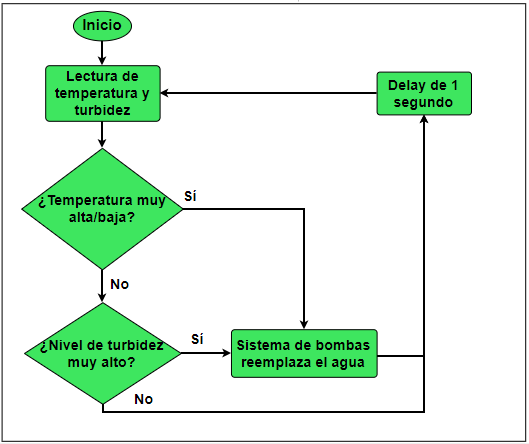 Inicio
Lectura de
temperatura y
turbidez
Delay de 1
segundo
¿Temperatura muy
alta/baja?
Sí
No
¿Nivel de turbidez
muy alto?
Sí
Sistema de bombas
reemplaza el agua
No